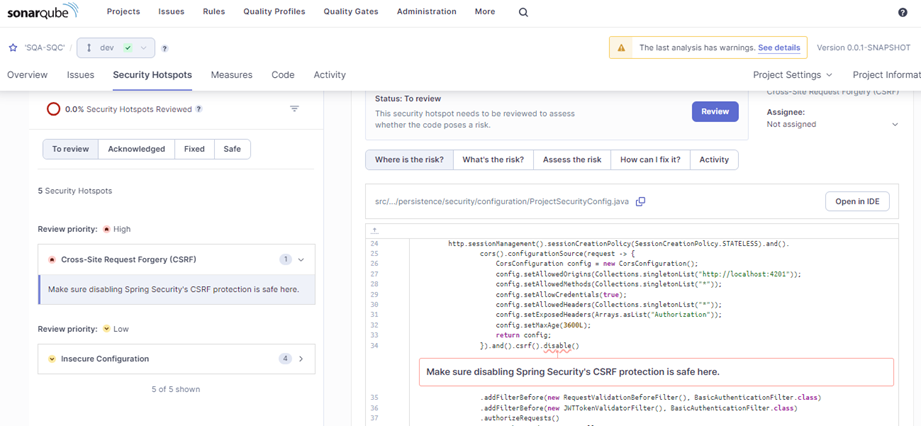 sonarqube
Projects Issues Rules Quality Profiles Quality Gates Administration More
'SQA-SQC' / dev
The last analysis has warnings. See details Version 0.0.1-SNAPSHOT
Overview Issues Security Hotspots Measures Code Activity Project Settings Project Informat
0.0% Security Hotspots Reviewed
To review Acknowledged Fixed Safe
5 Security Hotspots
Review priority: High
Cross-Site Request Forgery (CSRF) 1
Make sure disabling Spring Security's CSRF protection is safe here.
Review priority: Low
Insecure Configuration 4
5 of 5 shown
Status: To review
This security hotspot needs to be reviewed to assess
whether the code poses a risk.
Review
Cross-Site Request Forgery (CSRF)
Assignee:
Not assigned
Where is the risk? What's the risk? Assess the risk How can I fix it? Activity
src/.../persistence/security/configuration/ProjectSecurityConfig.java
Open in IDE
24 http.sessionManagement().sessionCreationPolicy(SessionCreationPolicy.STATELESS).and().
25 cors().configurationSource(request -> {
26 CorsConfiguration config = new CorsConfiguration();
27 config.setAllowedOrigins(Collections.singletonList("http://localhost:4201"));
28 config.setAllowedMethods(Collections.singletonList("*"));
29 config.setAllowCredentials(true);
30 config.setAllowedHeaders(Collections.singletonList("*"));
31 config.setExposedHeaders(Arrays.asList("Authorization"));
32 config.setMaxAge(3600L);
33 return config;
34 }).and().csrf().disable()
Make sure disabling Spring Security's CSRF protection is safe here.
35 .addFilterBefore(new RequestValidationBeforeFilter(), BasicAuthenticationFilter.class)
36 .addFilterBefore(new JWTTokenValidatorFilter(), BasicAuthenticationFilter.class)
37 .authorizeRequests()